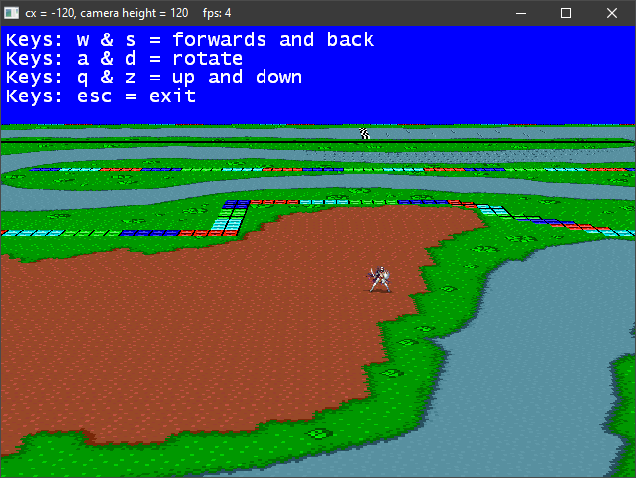 cx = -120, camera height = 120    fps: 4
Keys: w & s = forwards and back
Keys: a & d = rotate
Keys: q & z = up and down
Keys: esc = exit